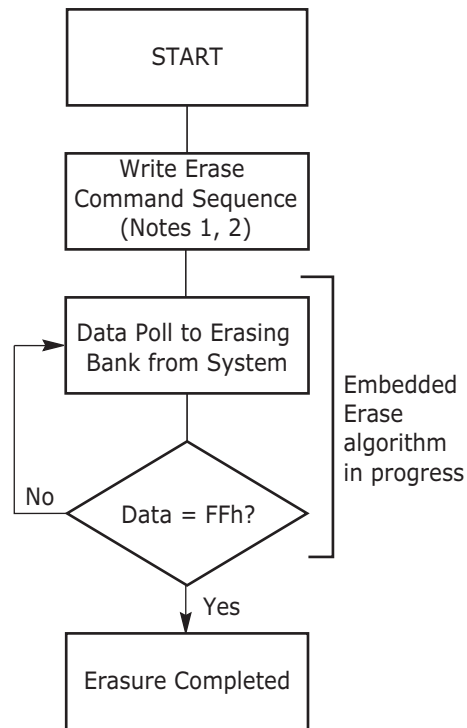 START
Write Erase
Command Sequence
(Notes 1, 2)
Data Poll to Erasing
Bank from System
Embedded
Erase
algorithm
in progress
No
Data = FFh?
Yes
Erasure Completed